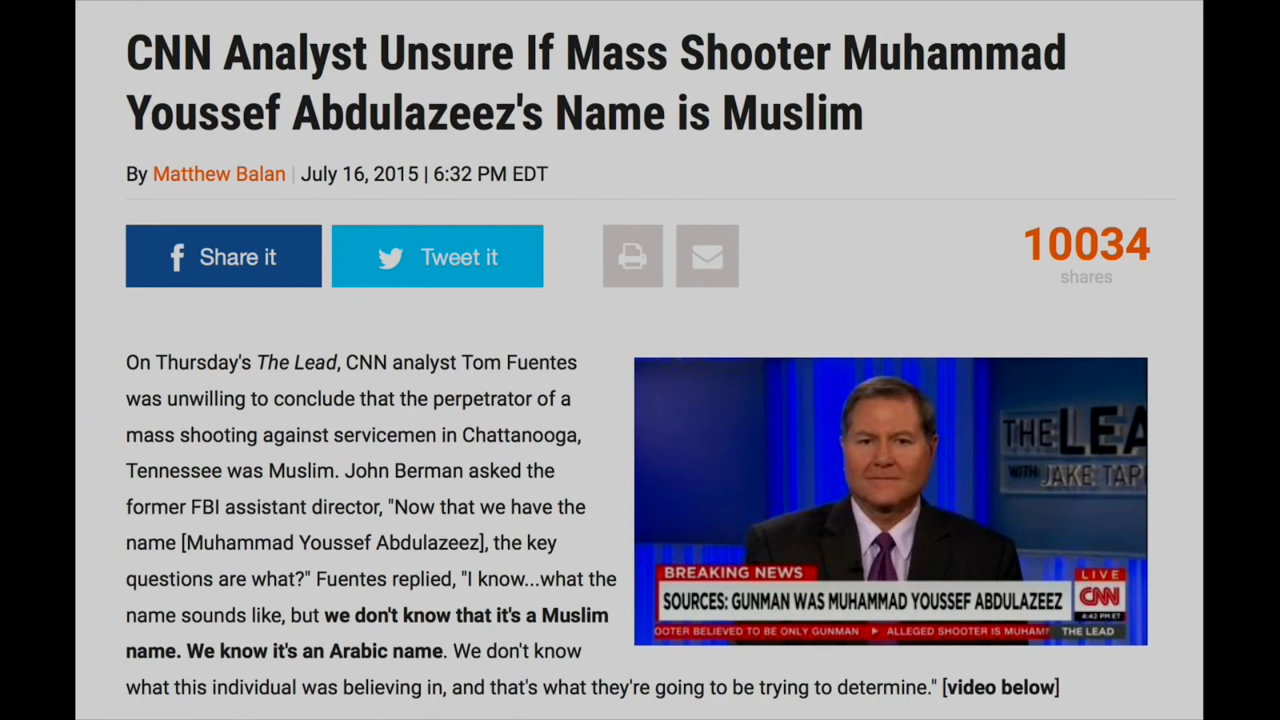 CNN Analyst Unsure If Mass Shooter Muhammad
Youssef Abdulazeez's Name is Muslim
By Matthew Balan | July 16, 2015 | 6:32 PM EDT
Share it
Tweet it
10034
shares
On Thursday's The Lead, CNN analyst Tom Fuentes
was unwilling to conclude that the perpetrator of a
mass shooting against servicemen in Chattanooga,
Tennessee was Muslim. John Berman asked the
former FBI assistant director, "Now that we have the
name [Muhammad Youssef Abdulazeez], the key
questions are what?" Fuentes replied, "I know...what the
name sounds like, but we don't know that it's a Muslim
name. We know it's an Arabic name. We don't know
what this individual was believing in, and that's what they're going to be trying to determine." [video below]
THE LEA
WITH JAKE TAP
BREAKING NEWS
SOURCES: GUNMAN WAS MUHAMMAD YOUSSEF ABDULAZEEZ
LIVE
CNN
4:42 PM ET
OOTER BELIEVED TO BE ONLY GUNMAN ▶ ALLEGED SHOOTER IS MUHAM
THE LEAD